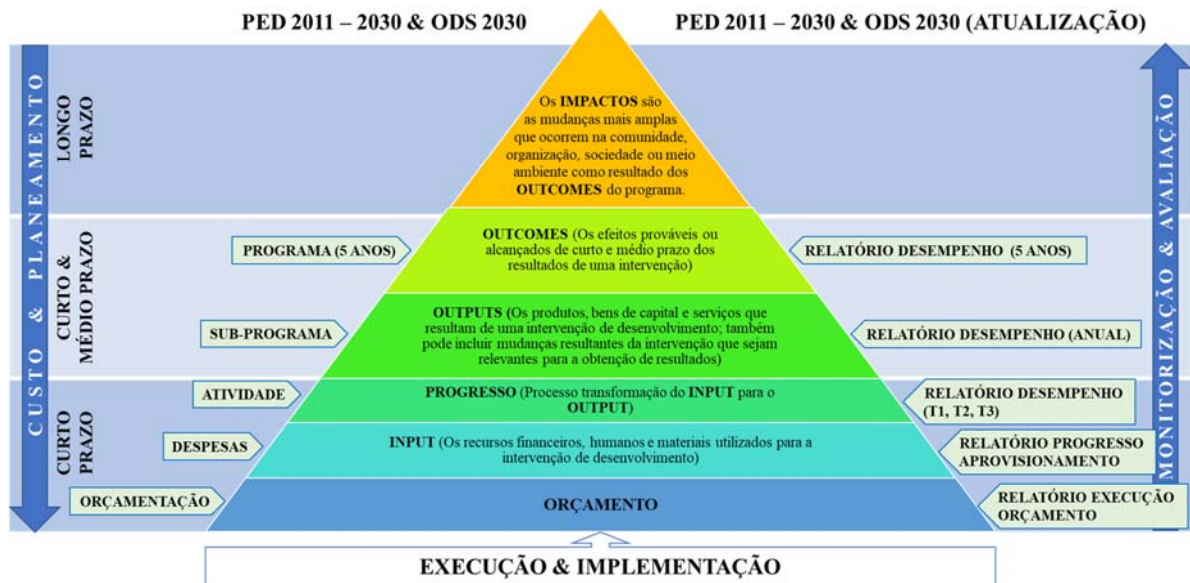 PED 2011 – 2030 & ODS 2030
PED 2011 – 2030 & ODS 2030 (ATUALIZAÇÃO)
CUSTO & PLANEAMENTO
MONITORIZAÇÃO & AVALIAÇÃO
LONGO
PRAZO
Os IMPACTOS são
as mudanças mais amplas
que ocorrem na comunidade,
organização, sociedade ou meio
ambiente como resultado dos
OUTCOMES do programa.
CURTO &
MÉDIO PRAZO
PROGRAMA (5 ANOS)
OUTCOMES (Os efeitos prováveis ou
alcançados de curto e médio prazo dos
resultados de uma intervenção)
RELATÓRIO DESEMPENHO (5 ANOS)
SUB-PROGRAMA
OUTPUTS (Os produtos, bens de capital e serviços que
resultam de uma intervenção de desenvolvimento; também
pode incluir mudanças resultantes da intervenção que sejam
relevantes para a obtenção de resultados)
RELATÓRIO DESEMPENHO (ANUAL)
CURTO
PRAZO
ATIVIDADE
PROGRESSO (Processo transformação do INPUT para o
OUTPUT)
RELATÓRIO DESEMPENHO
(T1, T2, T3)
DESPESAS
INPUT (Os recursos financeiros, humanos e materiais utilizados para a
intervenção de desenvolvimento)
RELATÓRIO PROGRESSO
APROVISIONAMENTO
ORÇAMENTAÇÃO
ORÇAMENTO
RELATÓRIO EXECUÇÃO
ORÇAMENTO
EXECUÇÃO & IMPLEMENTAÇÃO